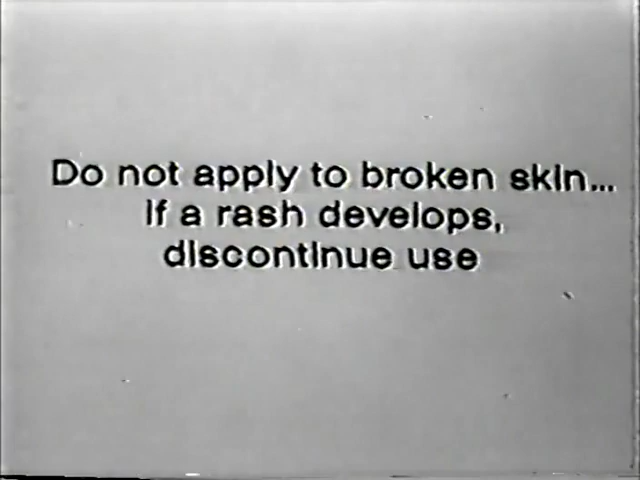 Do not apply to broken skin...
If a rash develops,
discontinue use